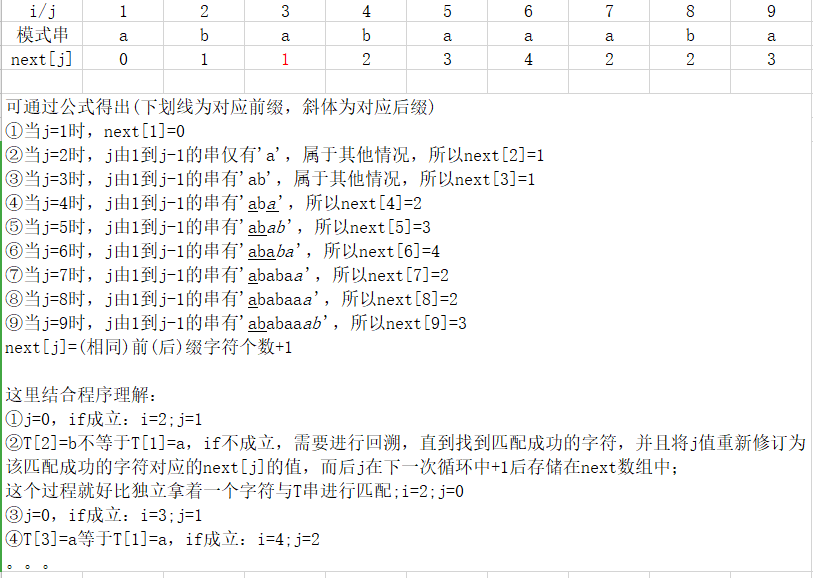 i/j 1 2 3 4 5 6 7 8 9
模式串 a b a b a a a b a
next[j] 0 1 1 2 3 4 2 2 3
可通过公式得出(下划线为对应前缀，斜体为对应后缀)
①当j=1时，next[1]=0
②当j=2时，j由1到j-1的串仅有'a'，属于其他情况，所以next[2]=1
③当j=3时，j由1到j-1的串有'ab'，属于其他情况，所以next[3]=1
④当j=4时，j由1到j-1的串有'aba'，所以next[4]=2
⑤当j=5时，j由1到j-1的串有'abab'，所以next[5]=3
⑥当j=6时，j由1到j-1的串有'ababa'，所以next[6]=4
⑦当j=7时，j由1到j-1的串有'ababaa'，所以next[7]=2
⑧当j=8时，j由1到j-1的串有'ababaaa'，所以next[8]=2
⑨当j=9时，j由1到j-1的串有'ababaaab'，所以next[9]=3
next[j]=(相同)前(后)缀字符个数+1
这里结合程序理解：
①j=0，if成立：i=2;j=1
②T[2]=b不等于T[1]=a，if不成立，需要进行回溯，直到找到匹配成功的字符，并且将j值重新修订为
该匹配成功的字符对应的next[j]的值，而后j在下一次循环中+1后存储在next数组中；
这个过程就好比独立拿着一个字符与T串进行匹配;i=2;j=0
③j=0，if成立：i=3;j=1
④T[3]=a等于T[1]=a，if成立：i=4;j=2
。。。